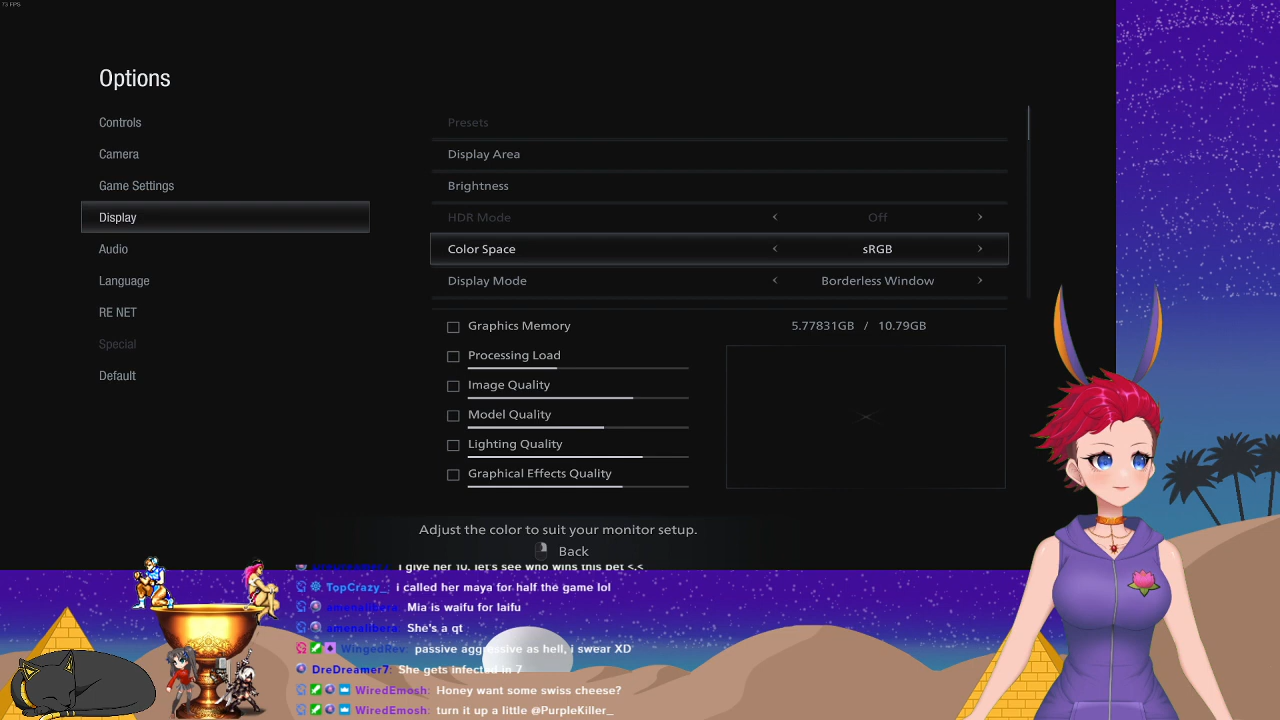 73 FPS
Options
Controls
Camera
Game Settings
Display
Audio
Language
RE NET
Special
Default
Presets
Display Area
Brightness
HDR Mode < Off >
Color Space < sRGB >
Display Mode < Borderless Window >
Graphics Memory 5.77831GB / 10.79GB
Processing Load
Image Quality
Model Quality
Lighting Quality
Graphical Effects Quality
Adjust the color to suit your monitor setup.
Back
I give her 10. let's see who wins this bet <.<
TopCrazy_: i called her maya for half the game lol
amenalibera: Mia is waifu for laifu
amenalibera: She's a qt
WingedRev: passive aggressive as hell, i swear XD
DreDreamer7: She gets infected in 7
WiredEmosh: Honey want some swiss cheese?
WiredEmosh: turn it up a little @PurpleKiller_